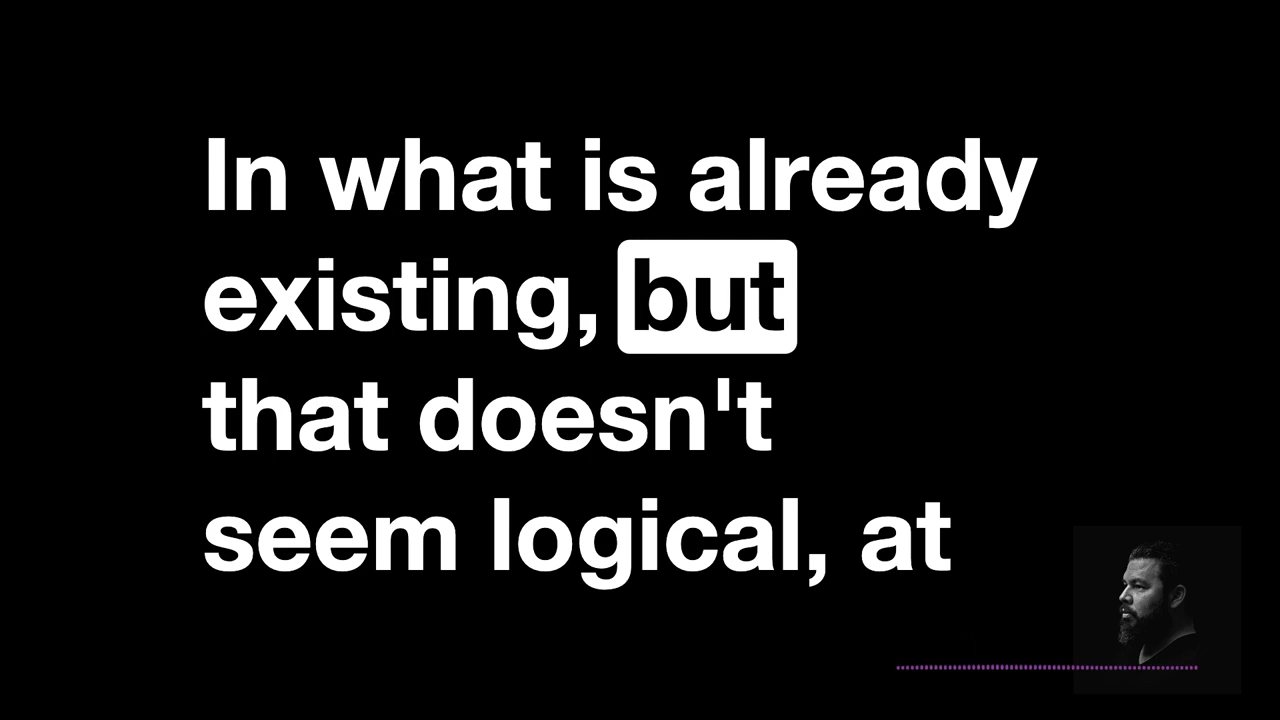 In what is already
existing, but
that doesn't
seem logical, at